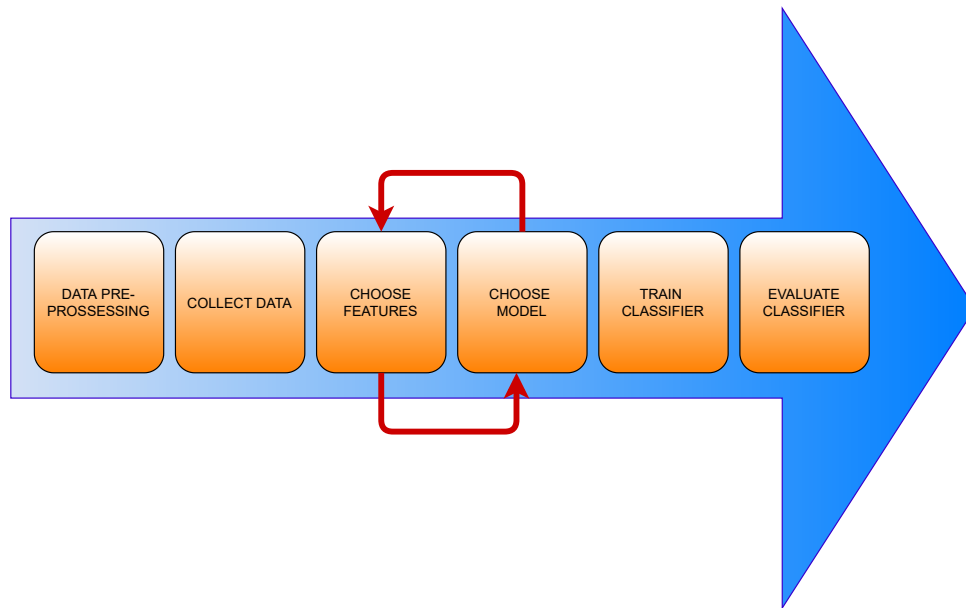 DATA PRE-
PROSSESSING
COLLECT DATA
CHOOSE
FEATURES
CHOOSE
MODEL
TRAIN
CLASSIFIER
EVALUATE
CLASSIFIER